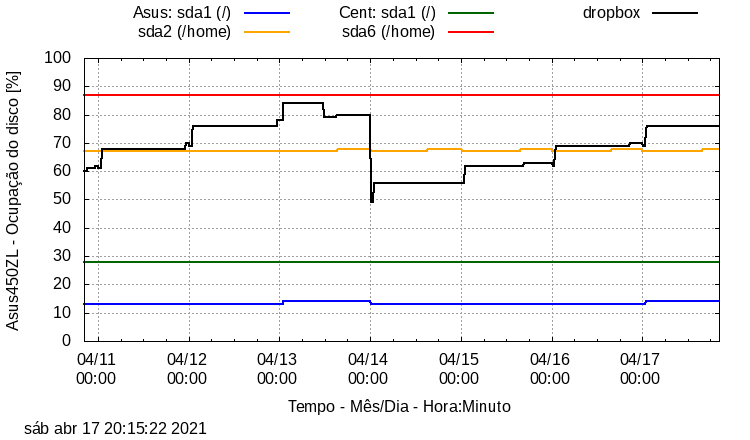 Asus: sda1 (/)
Cent: sda1 (/)
dropbox
sda2 (/home)
sda6 (/home)
100
90
80
70
60
50
40
30
20
10
0
Asus450ZL - Ocupação do disco [%]
04/11 04/12 04/13 04/14 04/15 04/16 04/17
00:00 00:00 00:00 00:00 00:00 00:00 00:00
Tempo - Mês/Dia - Hora:Minuto
sáb abr 17 20:15:22 2021